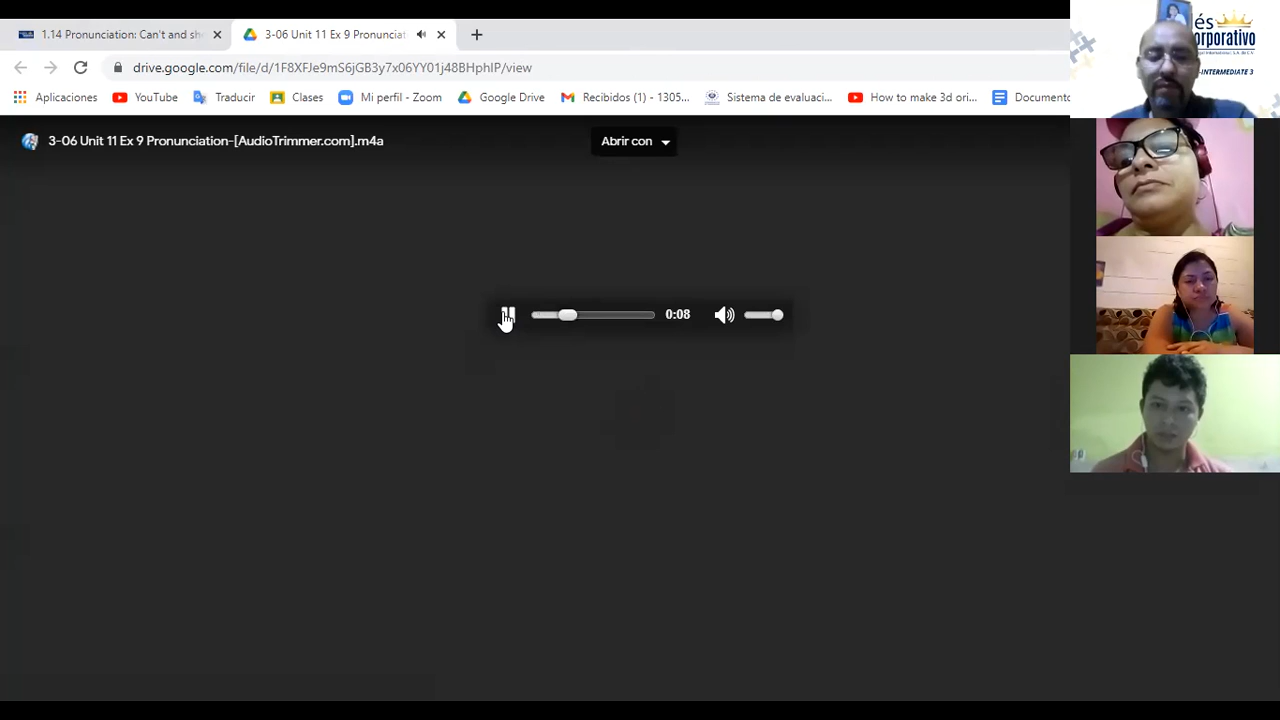 1.14 Pronunciation: Can't and sh
3-06 Unit 11 Ex 9 Pronunciat
drive.google.com/file/d/1F8XFJe9mS6jGB3y7x06YY01j48BHphlP/view
Aplicaciones
YouTube
Traducir
Clases
Mi perfil - Zoom
Google Drive
Recibidos (1) - 1305...
Sistema de evaluaci...
How to make 3d ori...
Documento
3-06 Unit 11 Ex 9 Pronunciation-[AudioTrimmer.com].m4a
Abrir con
0:08
és
rporativo
-INTERMEDIATE 3